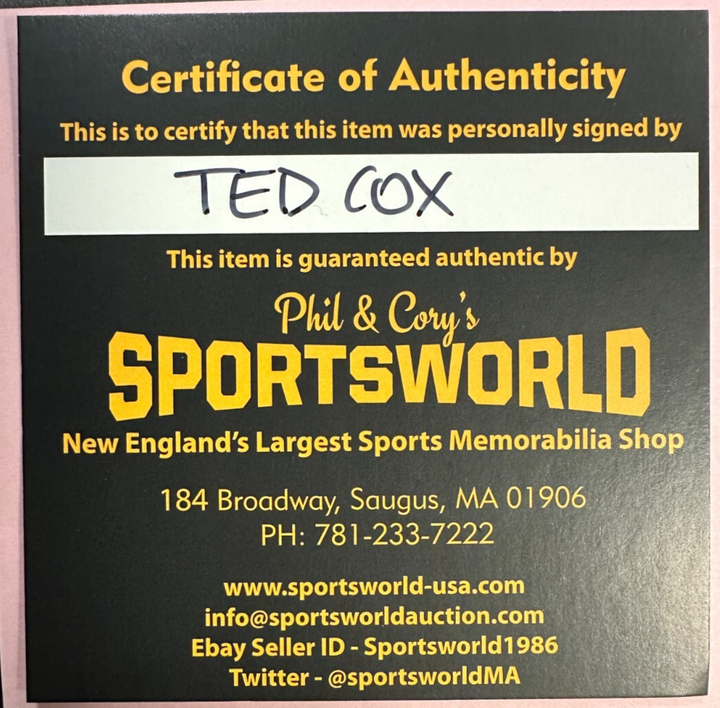 Certificate of Authenticity
This is to certify that this item was personally signed by
TED COX
This item is guaranteed authentic by
Phil & Cory's
SPORTSWORLD
New England's Largest Sports Memorabilia Shop
184 Broadway, Saugus, MA 01906
PH: 781-233-7222
www.sportsworld-usa.com
info@sportsworldauction.com
Ebay Seller ID - Sportsworld1986
Twitter - @sportsworldMA